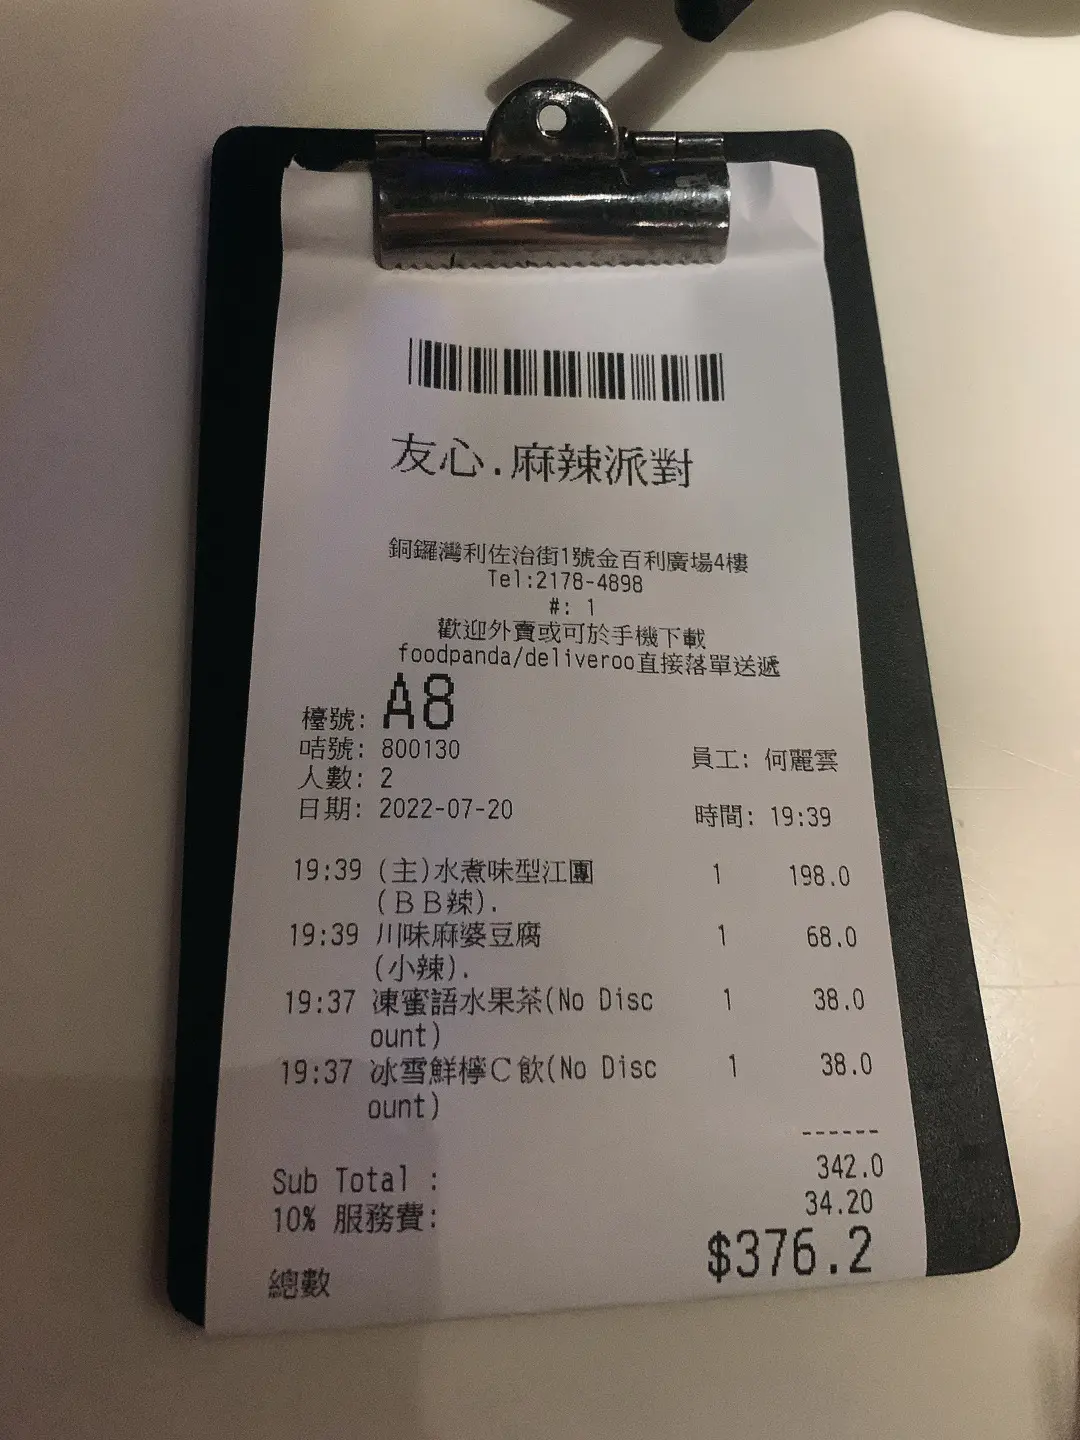 友心.麻辣派對
銅鑼灣利佐治街1號金百利廣場4樓
Tel:2178-4898
#: 1
歡迎外賣或可於手機下載
foodpanda/deliveroo直接落單送遞
檯號: A8
咭號: 800130 員工: 何麗雲
人數: 2
日期: 2022-07-20 時間: 19:39
19:39 (主)水煮味型江團 1 198.0
(ＢＢ辣).
19:39 川味麻婆豆腐 1 68.0
(小辣).
19:37 凍蜜語水果茶(No Disc 1 38.0
ount)
19:37 冰雪鮮檸Ｃ飲(No Disc 1 38.0
ount)
------
Sub Total : 342.0
10% 服務費: 34.20
總數 $376.2